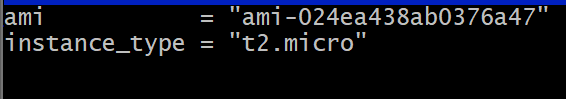 ami           = "ami-024ea438ab0376a47"
instance_type = "t2.micro"